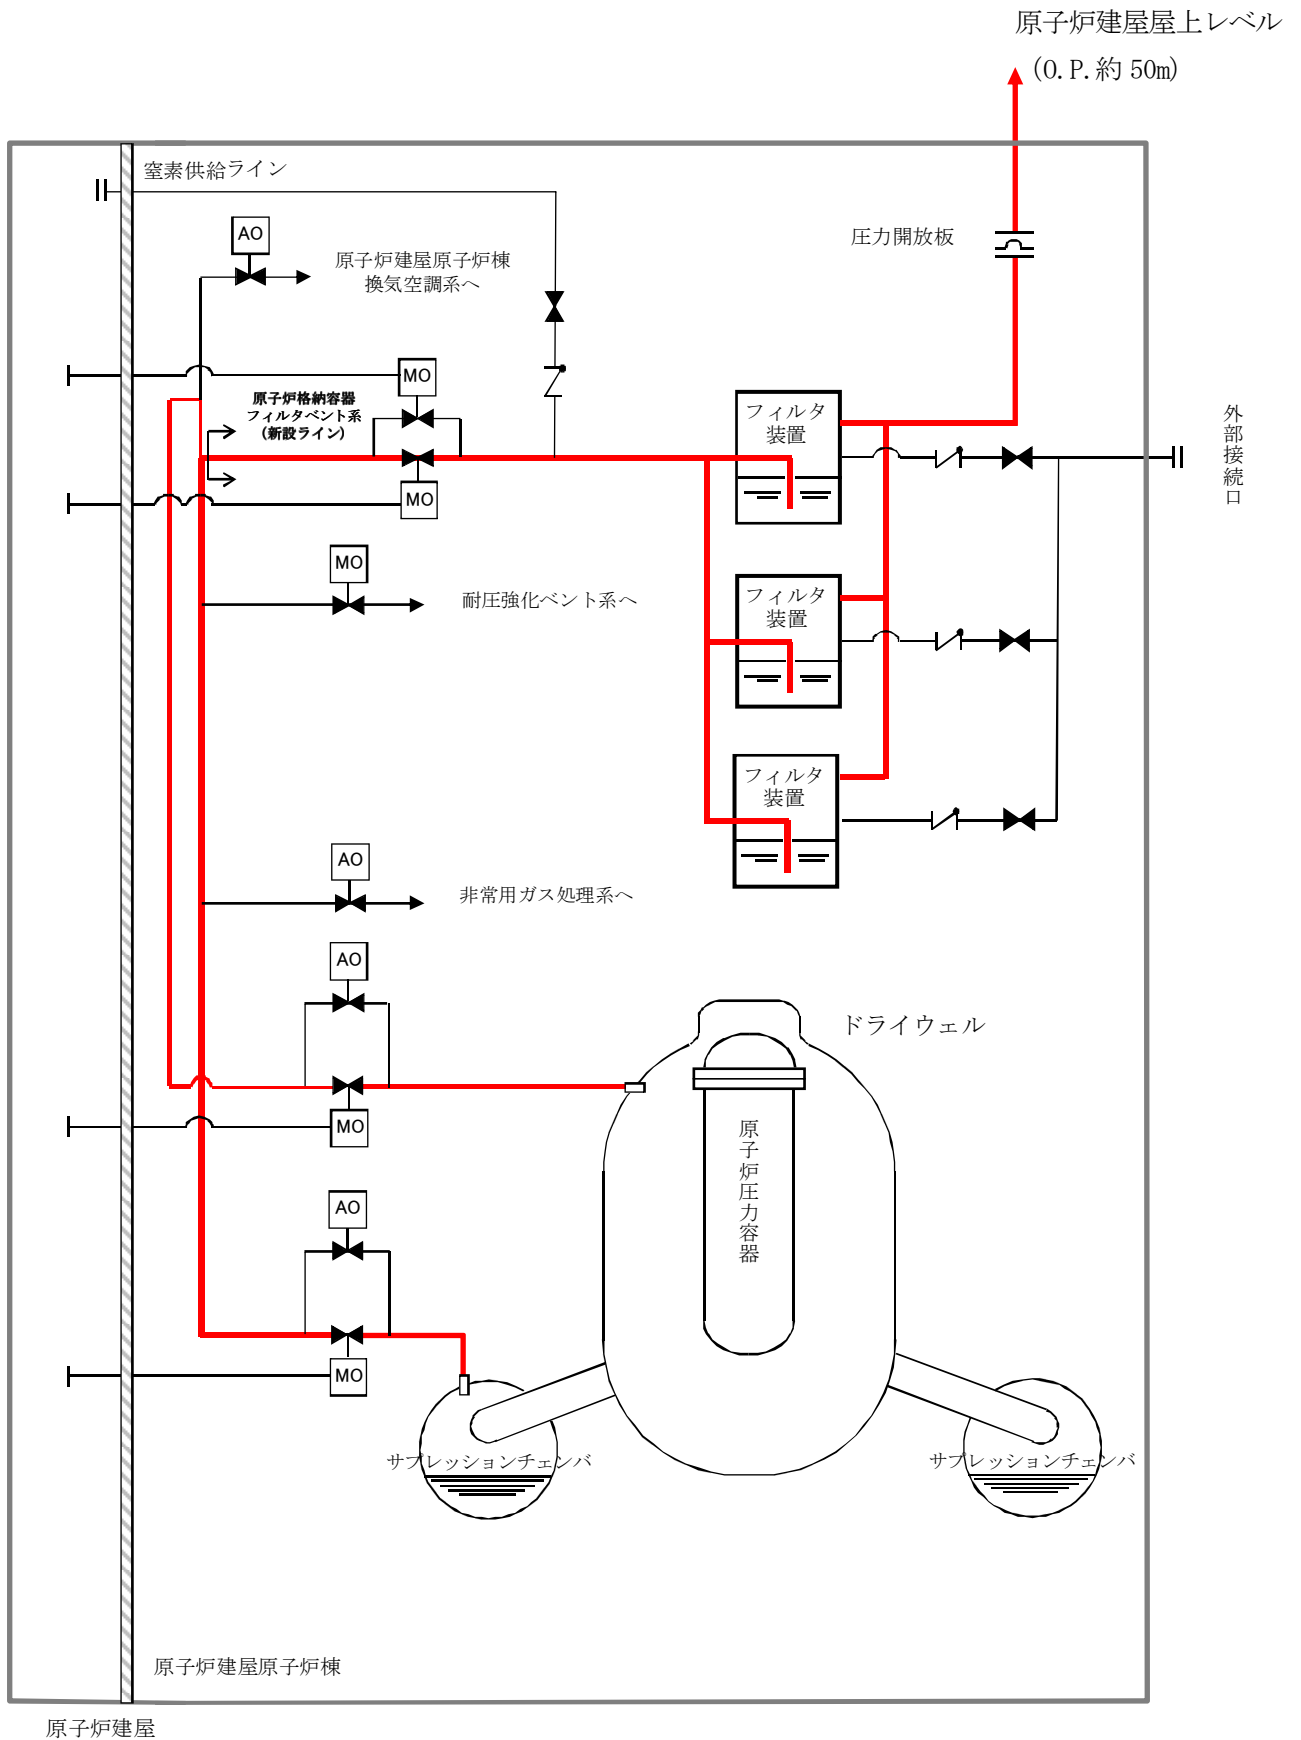 原子炉建屋屋上レベル
(O.P.約50m)
窒素供給ライン
AO
原子炉建屋原子炉棟
換気空調系へ
圧力開放板
MO
原子炉格納容器
フィルタベント系
(新設ライン)
フィルタ
装置
外部接続口
MO
MO
耐圧強化ベント系へ
フィルタ
装置
フィルタ
装置
AO
非常用ガス処理系へ
AO
ドライウェル
MO
原子炉圧力容器
AO
MO
サプレッションチェンバ
サプレッションチェンバ
原子炉建屋原子炉棟
原子炉建屋